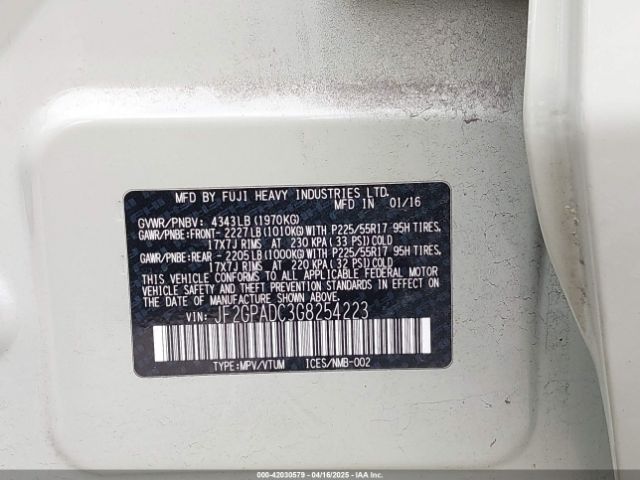 MFD BY FUJI HEAVY INDUSTRIES LTD.
MFD IN 01/16
GVWR/PNBV: 4343LB (1970KG)
GAWR/PNBE:FRONT- 2227LB(1010KG)WITH P225/55R17 95H TIRES,
17X7J RIMS AT 230 KPA( 33 PSI)COLD
GAWR/PNBE:REAR - 2205LB(1000KG)WITH P225/55R17 95H TIRES,
17X7J RIMS AT 220 KPA( 32 PSI)COLD
THIS VEHICLE CONFORMS TO ALL APPLICABLE FEDERAL MOTOR
VEHICLE SAFETY AND THEFT PREVENTION STANDARDS IN EFFECT
ON THE DATE OF MANUFACTURE SHOWN ABOVE.
VIN: JF2GPADC3G8254223
TYPE:MPV/VTUM ICES/NMB-002
000-42030579 - 04/16/2025 - IAAI.COM